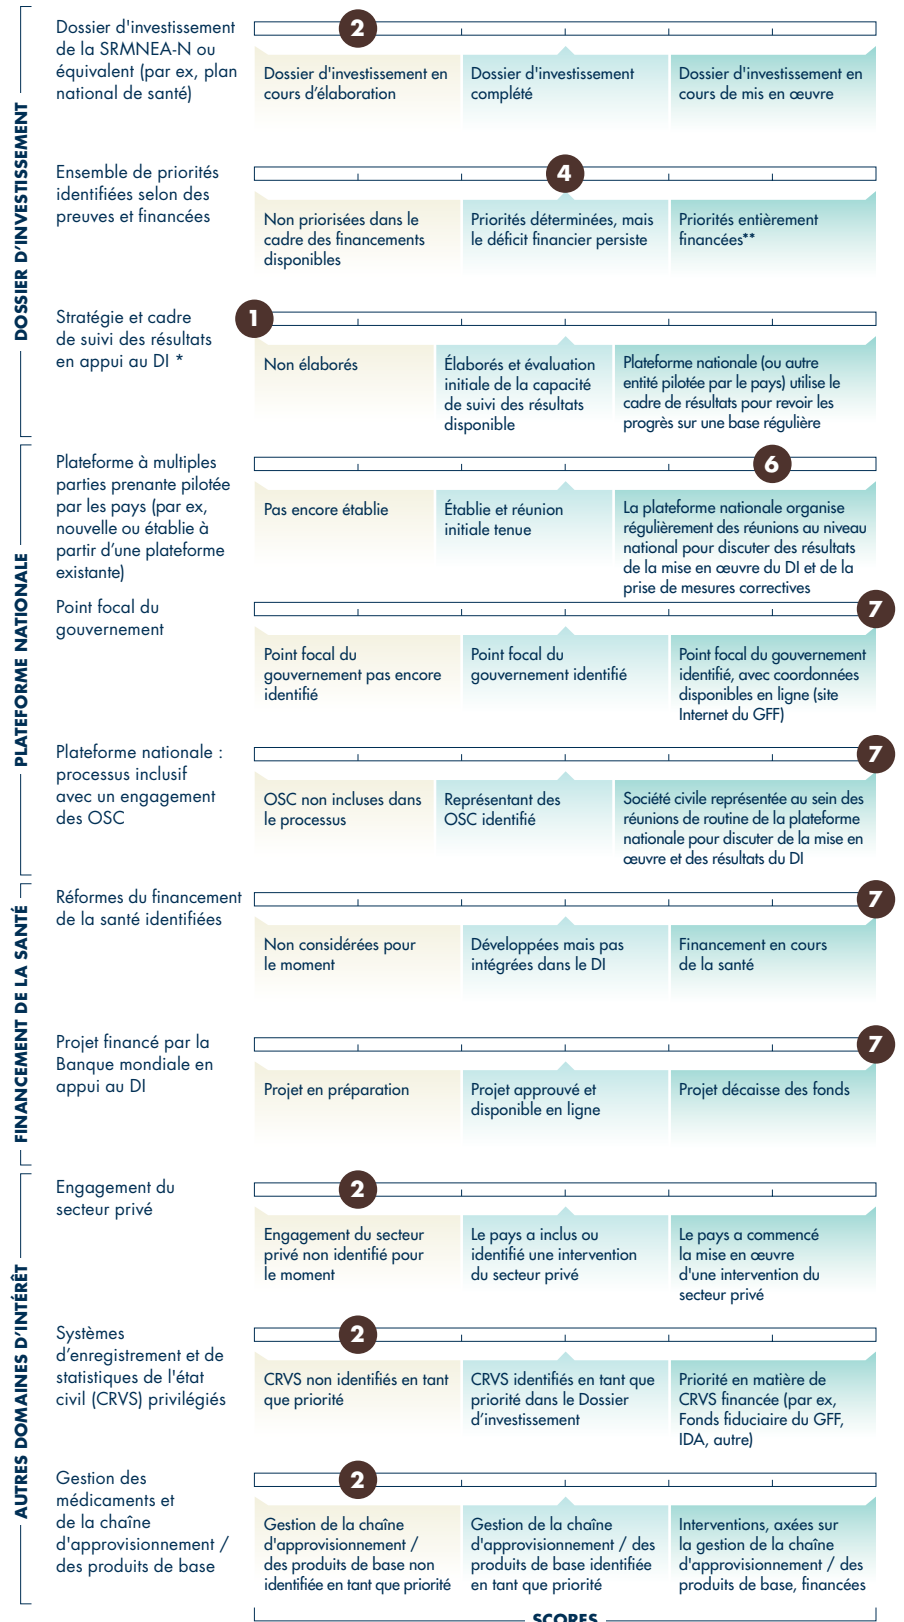 DOSSIER D'INVESTISSEMENT
Dossier d'investissement
de la SRMNEA-N ou
équivalent (par ex, plan
national de santé)
2
Dossier d'investissement en
cours d'élaboration
Dossier d'investissement
complété
Dossier d'investissement en
cours de mis en œuvre
Ensemble de priorités
identifiées selon des
preuves et financées
4
Non priorisées dans le
cadre des financements
disponibles
Priorités déterminées, mais
le déficit financier persiste
Priorités entièrement
financées**
Stratégie et cadre
de suivi des résultats
en appui au DI *
1
Non élaborés
Élaborés et évaluation
initiale de la capacité
de suivi des résultats
disponible
Plateforme nationale (ou autre
entité pilotée par le pays) utilise le
cadre de résultats pour revoir les
progrès sur une base régulière
PLATEFORME NATIONALE
Plateforme à multiples
parties prenante pilotée
par les pays (par ex,
nouvelle ou établie à
partir d'une plateforme
existante)
6
Pas encore établie
Établie et réunion
initiale tenue
La plateforme nationale organise
régulièrement des réunions au niveau
national pour discuter des résultats
de la mise en œuvre du DI et de la
prise de mesures correctives
Point focal du
gouvernement
7
Point focal du
gouvernement pas encore
identifié
Point focal du
gouvernement identifié
Point focal du gouvernement
identifié, avec coordonnées
disponibles en ligne (site
Internet du GFF)
Plateforme nationale :
processus inclusif
avec un engagement
des OSC
7
OSC non incluses dans
le processus
Représentant des
OSC identifié
Société civile représentée au sein des
réunions de routine de la plateforme
nationale pour discuter de la mise en
œuvre et des résultats du DI
FINANCEMENT DE LA SANTÉ
Réformes du financement
de la santé identifiées
7
Non considérées pour
le moment
Développées mais pas
intégrées dans le DI
Financement en cours
de la santé
Projet financé par la
Banque mondiale en
appui au DI
7
Projet en préparation
Projet approuvé et
disponible en ligne
Projet décaisse des fonds
AUTRES DOMAINES D'INTÉRÊT
Engagement du
secteur privé
2
Engagement du secteur
privé non identifié pour
le moment
Le pays a inclus ou
identifié une intervention
du secteur privé
Le pays a commencé
la mise en œuvre
d'une intervention du
secteur privé
Systèmes
d'enregistrement et de
statistiques de l'état
civil (CRVS) privilégiés
2
CRVS non identifiés en tant
que priorité
CRVS identifiés en tant que
priorité dans le Dossier
d'investissement
Priorité en matière de
CRVS financée (par ex,
Fonds fiduciaire du GFF,
IDA, autre)
Gestion des
médicaments et
de la chaîne
d'approvisionnement /
des produits de base
2
Gestion de la chaîne
d'approvisionnement /
des produits de base non
identifiée en tant que priorité
Gestion de la chaîne
d'approvisionnement / des
produits de base identifiée
en tant que priorité
Interventions, axées sur
la gestion de la chaîne
d'approvisionnement / des
produits de base, financées
SCORES